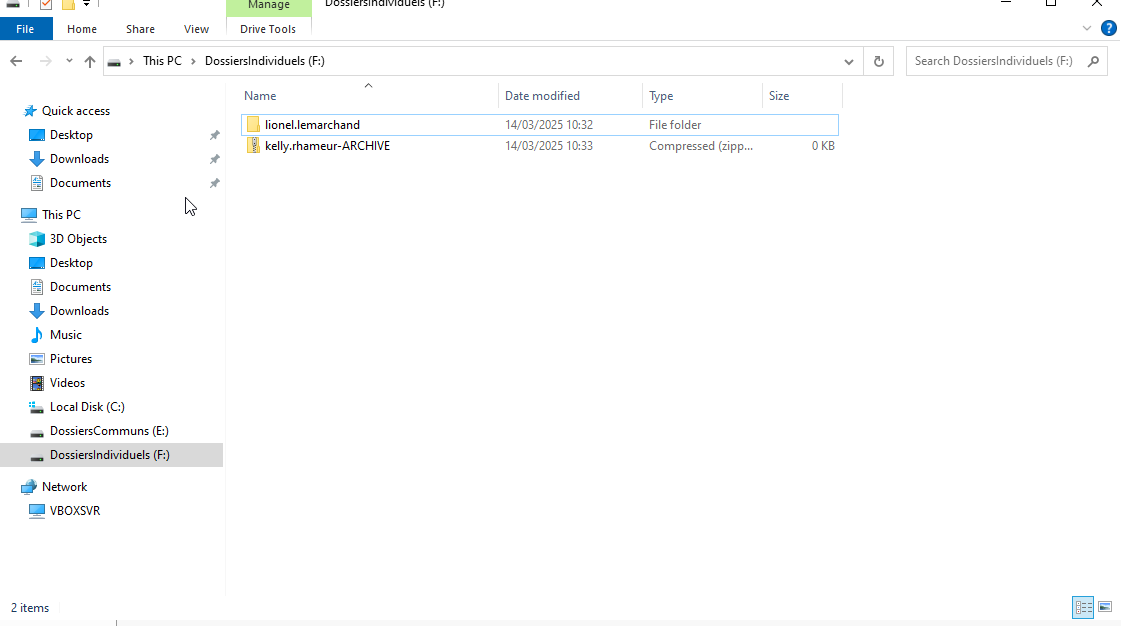 Manage
DossiersIndividuels (F:)
File Home Share View Drive Tools
?
This PC DossiersIndividuels (F:)
Search DossiersIndividuels (F:)
Name Date modified Type Size
lionel.lemarchand 14/03/2025 10:32 File folder
kelly.rhameur-ARCHIVE 14/03/2025 10:33 Compressed (zipp... 0 KB
Quick access
Desktop
Downloads
Documents
This PC
3D Objects
Desktop
Documents
Downloads
Music
Pictures
Videos
Local Disk (C:)
DossiersCommuns (E:)
DossiersIndividuels (F:)
Network
VBOXSVR
2 items